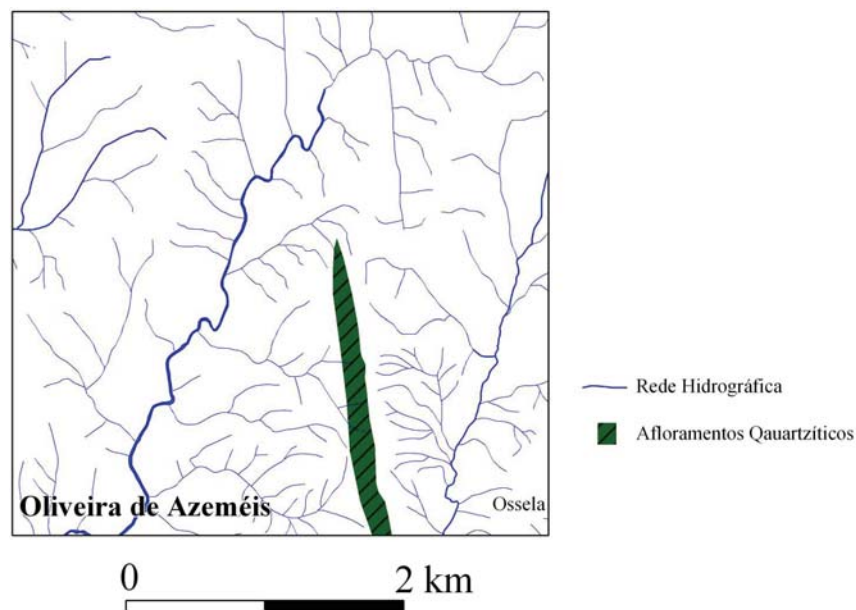 Rede Hidrográfica
Afloramentos Qauartzíticos
Oliveira de Azeméis
Ossela
0 2 km